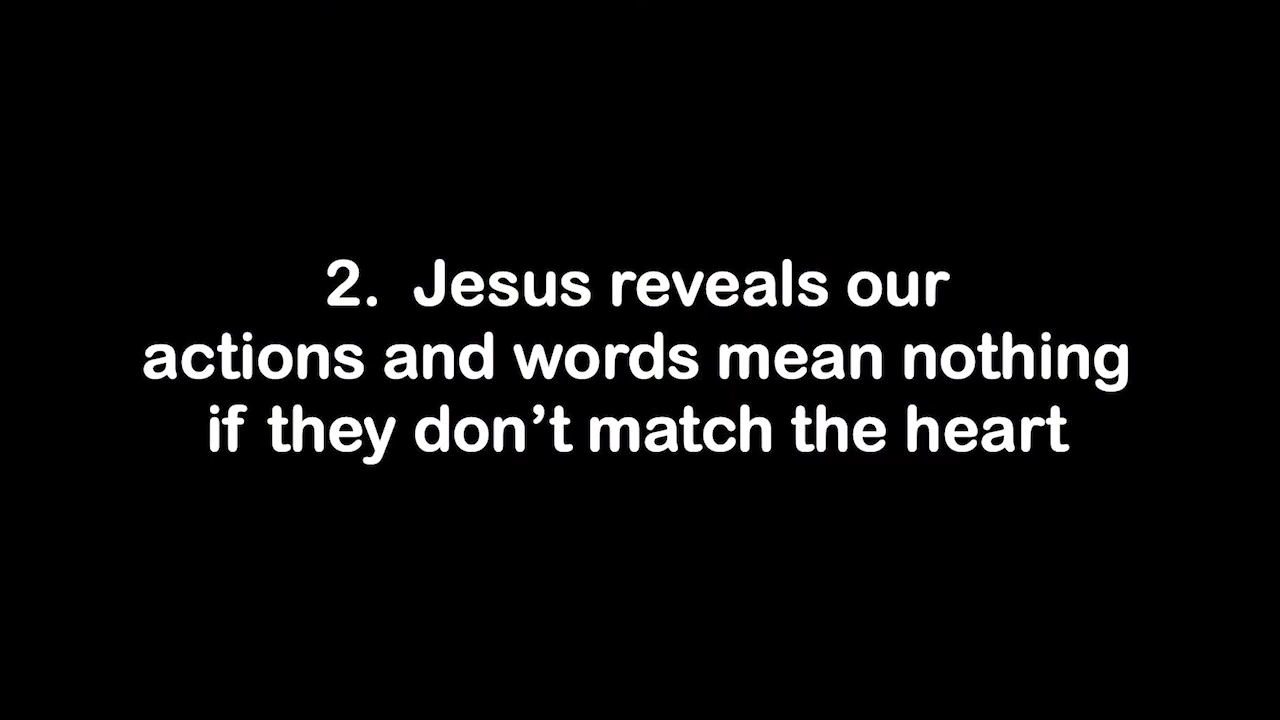 2.  Jesus reveals our
actions and words mean nothing
if they don’t match the heart